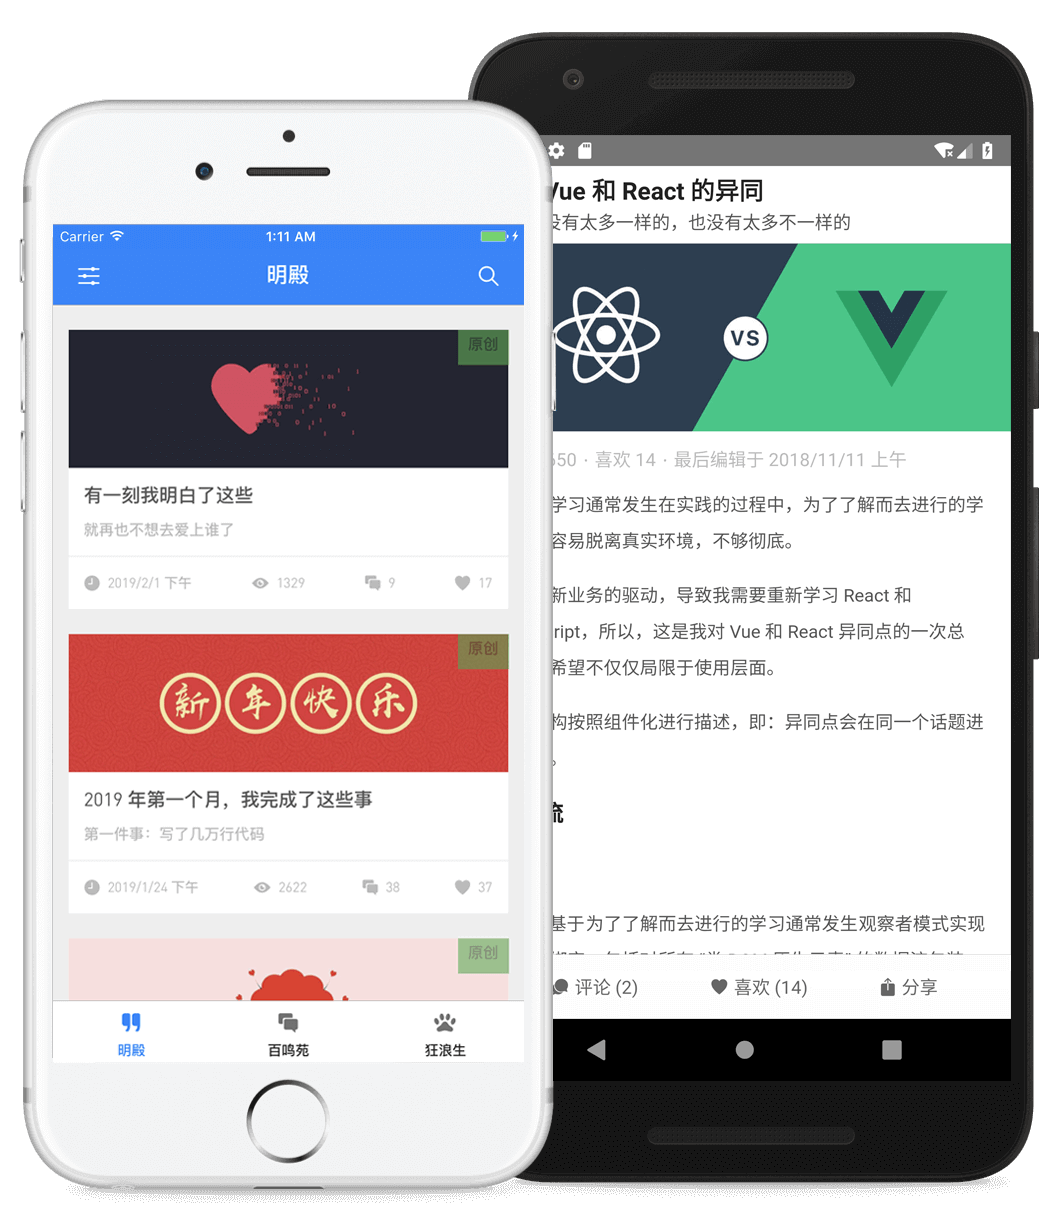 Carrier
1:11 AM
明殿
原创
有一刻我明白了这些
就再也不想去爱上谁了
2019/2/1 下午 1329 9 17
原创
新年快乐
2019 年第一个月，我完成了这些事
第一件事：写了几万行代码
2019/1/24 下午 2622 38 37
原创
明殿 百鸣苑 狂浪生
Vue 和 React 的异同
没有太多一样的，也没有太多不一样的
VS
650 · 喜欢 14 · 最后编辑于 2018/11/11 上午
学习通常发生在实践的过程中，为了了解而去进行的学
容易脱离真实环境，不够彻底。
新业务的驱动，导致我需要重新学习 React 和
ript，所以，这是我对 Vue 和 React 异同点的一次总
希望不仅仅局限于使用层面。
构按照组件化进行描述，即：异同点会在同一个话题进
。
流
基于为了了解而去进行的学习通常发生观察者模式实现
评论 (2) 喜欢 (14) 分享